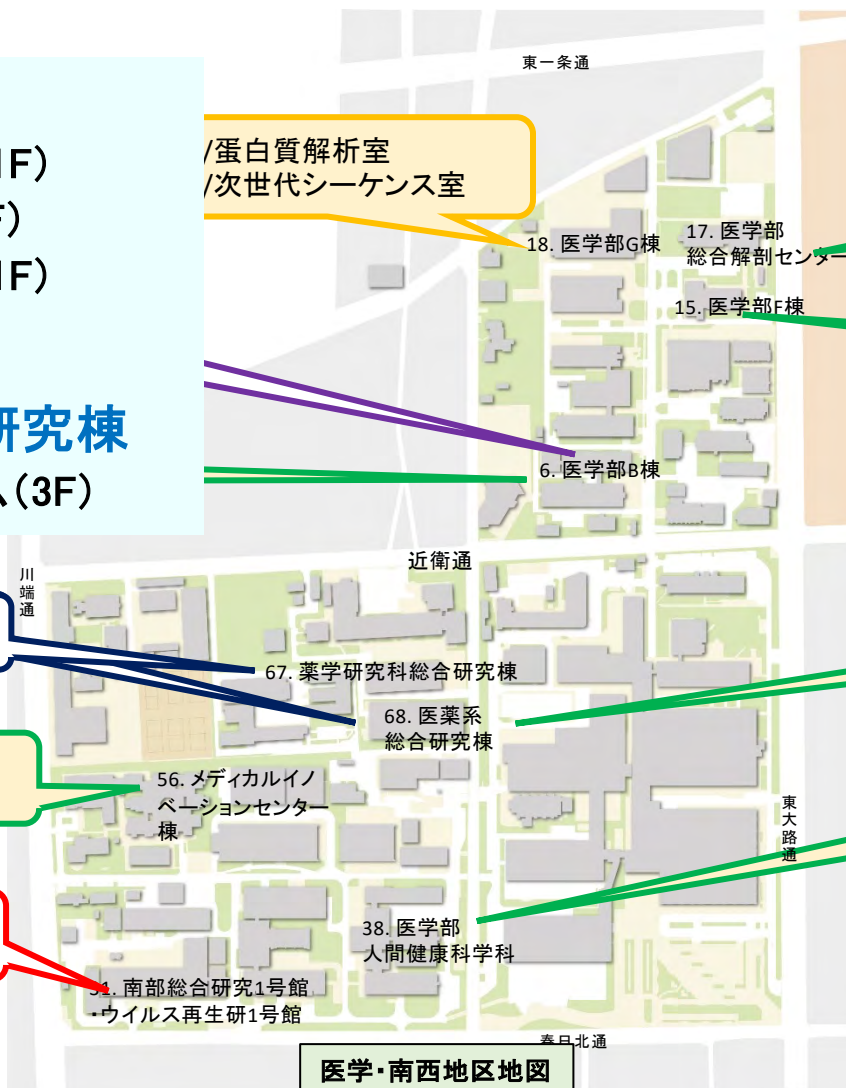 東一条通
1F)
F)
1F)
研究棟
ム(3F)
/蛋白質解析室
/次世代シーケンス室
18. 医学部G棟
17. 医学部
総合解剖センター
15. 医学部F棟
6. 医学部B棟
近衛通
川端通
67. 薬学研究科総合研究棟
68. 医薬系
総合研究棟
56. メディカルイノ
ベーションセンター
棟
東大路通
38. 医学部
人間健康科学科
51. 南部総合研究1号館
・ウイルス再生研1号館
春日北通
医学・南西地区地図